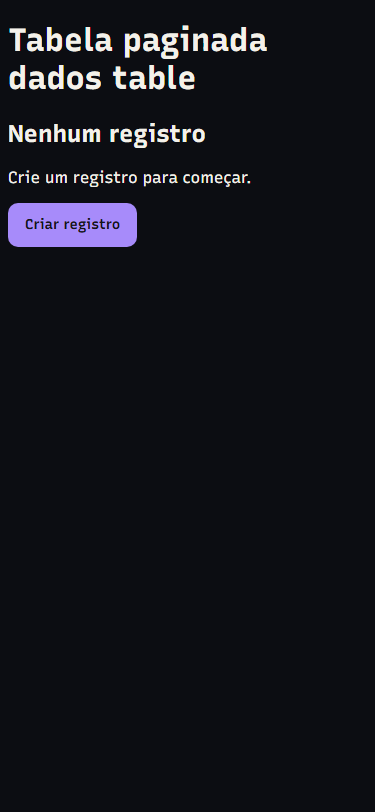 Tabela paginada
dados table
Nenhum registro
Crie um registro para começar.
Criar registro